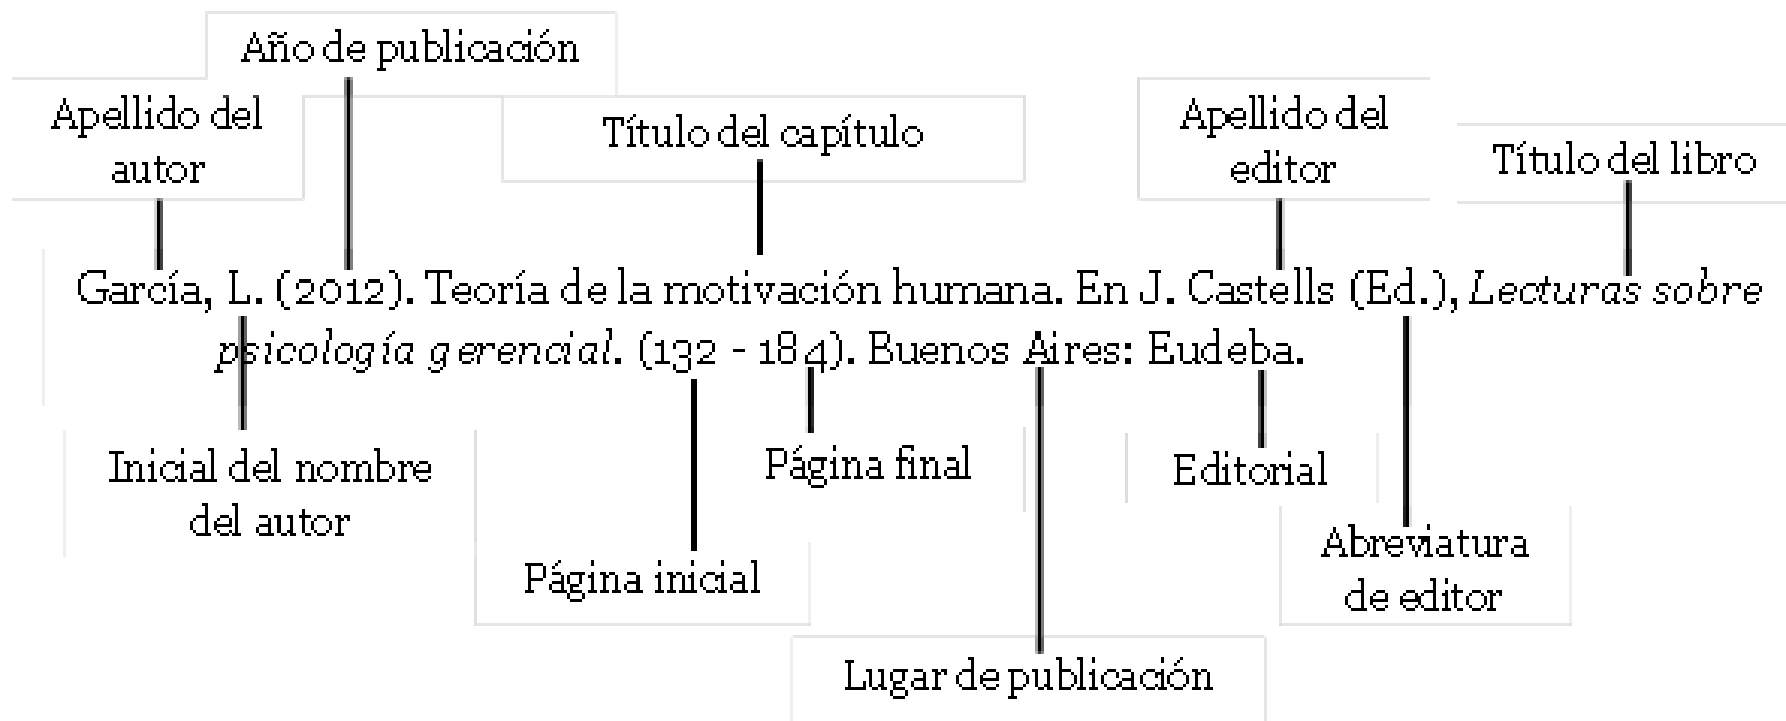 Año de publicación
Apellido del
autor
Título del capítulo
Apellido del
editor
Título del libro
García, L. (2012). Teoría de la motivación humana. En J. Castells (Ed.), Lecturas sobre
psicología gerencial. (132 - 184). Buenos Aires: Eudeba.
Inicial del nombre
del autor
Página inicial
Página final
Lugar de publicación
Editorial
Abreviatura
de editor